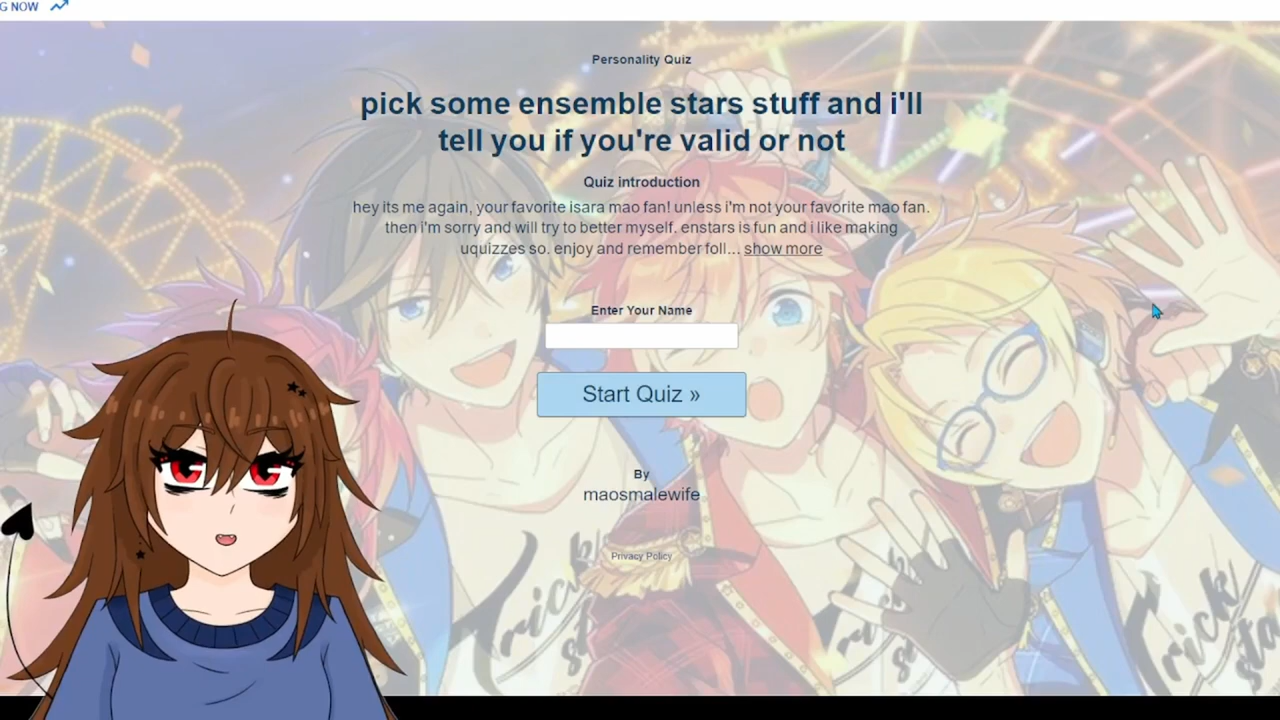 G NOW
Personality Quiz
pick some ensemble stars stuff and i'll
tell you if you're valid or not
Quiz introduction
hey its me again, your favorite isara mao fan! unless i'm not your favorite mao fan.
then i'm sorry and will try to better myself. enstars is fun and i like making
uquizzes so. enjoy and remember foll... show more
Enter Your Name
Start Quiz »
By
maosmalewife
Privacy Policy
Trick
Trick
star